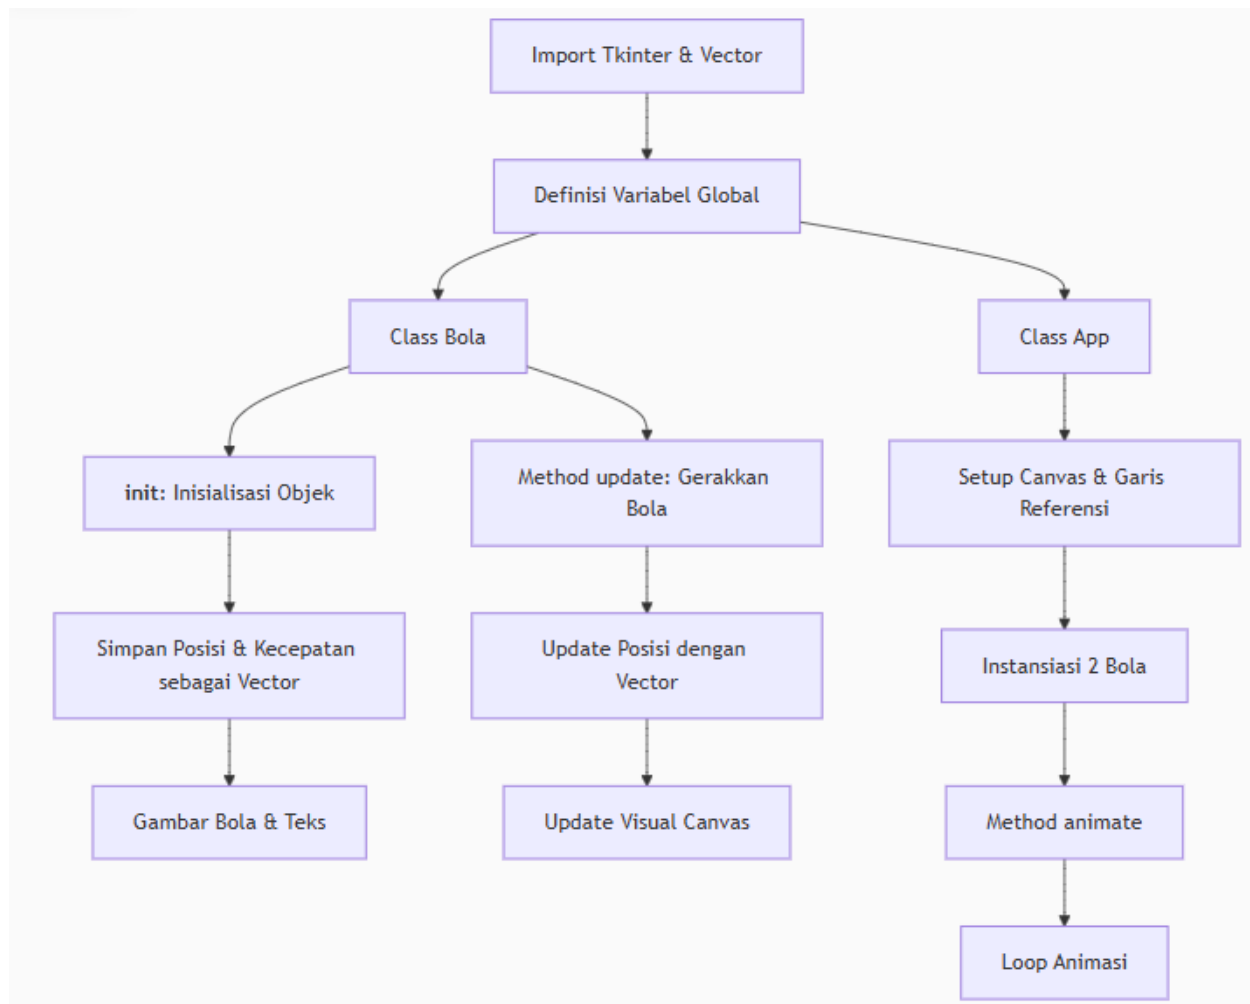 Import Tkinter & Vector
Definisi Variabel Global
Class Bola
Class App
init: Inisialisasi Objek
Method update: Gerakkan
Bola
Setup Canvas & Garis
Referensi
Simpan Posisi & Kecepatan
sebagai Vector
Update Posisi dengan
Vector
Instansiasi 2 Bola
Gambar Bola & Teks
Update Visual Canvas
Method animate
Loop Animasi